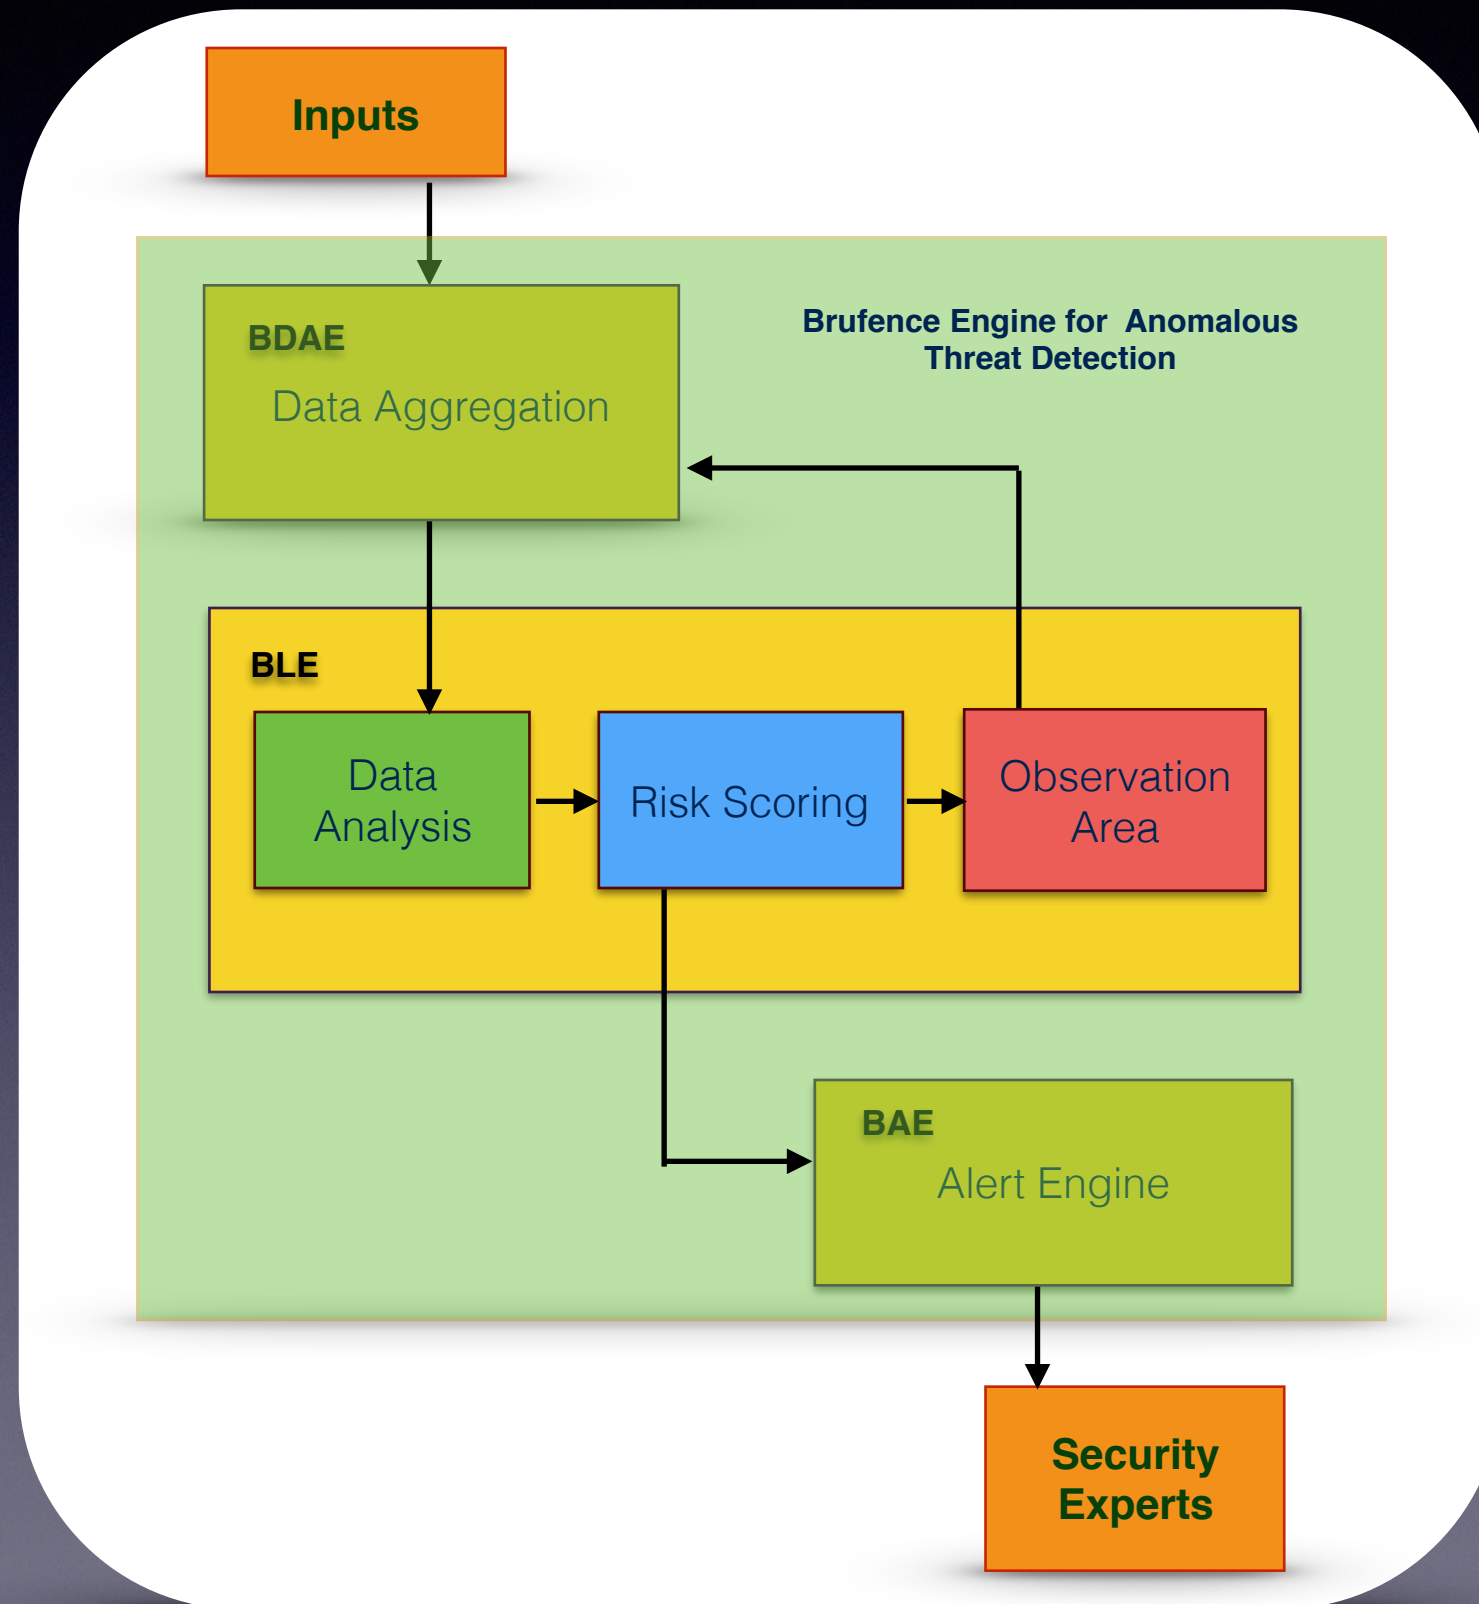 Inputs
BDAE
Data Aggregation
Brufence Engine for Anomalous
Threat Detection
BLE
Data
Analysis
Risk Scoring
Observation
Area
BAE
Alert Engine
Security
Experts